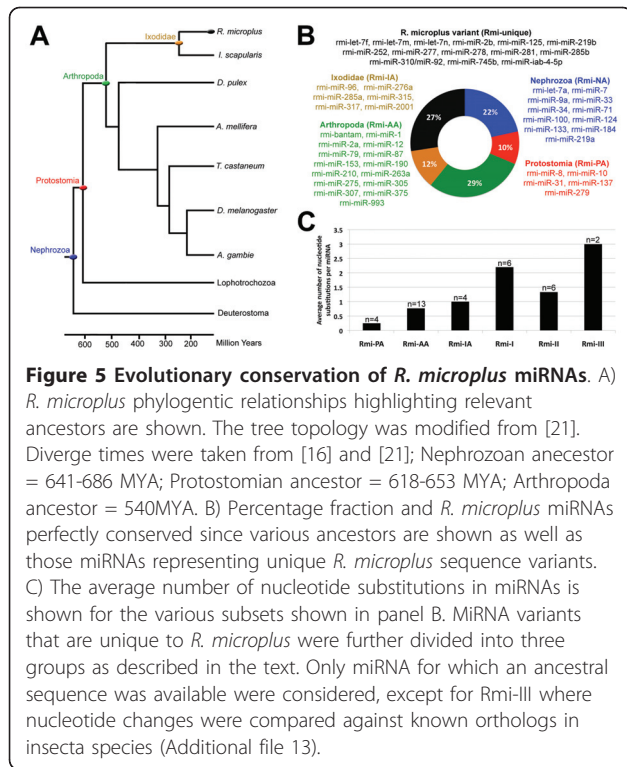 A
Ixodidae
R. microplus
I. scapularis
Arthropoda
D. pulex
A. mellifera
T. castaneum
Protostomia
D. melanogaster
A. gambie
Nephrozoa
Lophotrochozoa
Deuterostoma
600 500 400 300 200 Million Years
B
R. microplus variant (Rmi-unique)
rmi-let-7f, rmi-let-7m, rmi-let-7n, rmi-miR-2b, rmi-miR-125, rmi-miR-219b
rmi-miR-252, rmi-miR-277, rmi-miR-278, rmi-miR-281, rmi-miR-285b
rmi-miR-310/miR-92, rmi-miR-745b, rmi-miR-iab-4-5p
Ixodidae (Rmi-IA)
rmi-miR-96, rmi-miR-276a
rmi-miR-285a, rmi-miR-315,
rmi-miR-317, rmi-miR-2001
Arthropoda (Rmi-AA)
rmi-bantam, rmi-miR-1
rmi-miR-2a, rmi-miR-12
rmi-miR-79, rmi-miR-87
rmi-miR-153, rmi-miR-190
rmi-miR-210, rmi-miR-263a
rmi-miR-275, rmi-miR-305
rmi-miR-307, rmi-miR-375
rmi-miR-993
27%
22%
10%
29%
12%
Nephrozoa (Rmi-NA)
rmi-let-7a, rmi-miR-7
rmi-miR-9a, rmi-miR-33
rmi-miR-34, rmi-miR-71
rmi-miR-100, rmi-miR-124
rmi-miR-133, rmi-miR-184
rmi-miR-219a
Protostomia (Rmi-PA)
rmi-miR-8, rmi-miR-10
rmi-miR-31, rmi-miR-137
rmi-miR-279
C
Average number of nucleotide
substitutions per miRNA
3.5
3
2.5
2
1.5
1
0.5
0
n=4
n=13
n=4
n=6
n=6
n=2
Rmi-PA Rmi-AA Rmi-IA Rmi-I Rmi-II Rmi-III
Figure 5 Evolutionary conservation of R. microplus miRNAs. A)
R. microplus phylogentic relationships highlighting relevant
ancestors are shown. The tree topology was modified from [21].
Diverge times were taken from [16] and [21]; Nephrozoan anecestor
= 641-686 MYA; Protostomian ancestor = 618-653 MYA; Arthropoda
ancestor = 540MYA. B) Percentage fraction and R. microplus miRNAs
perfectly conserved since various ancestors are shown as well as
those miRNAs representing unique R. microplus sequence variants.
C) The average number of nucleotide substitutions in miRNAs is
shown for the various subsets shown in panel B. MiRNA variants
that are unique to R. microplus were further divided into three
groups as described in the text. Only miRNA for which an ancestral
sequence was available were considered, except for Rmi-III where
nucleotide changes were compared against known orthologs in
insecta species (Additional file 13).